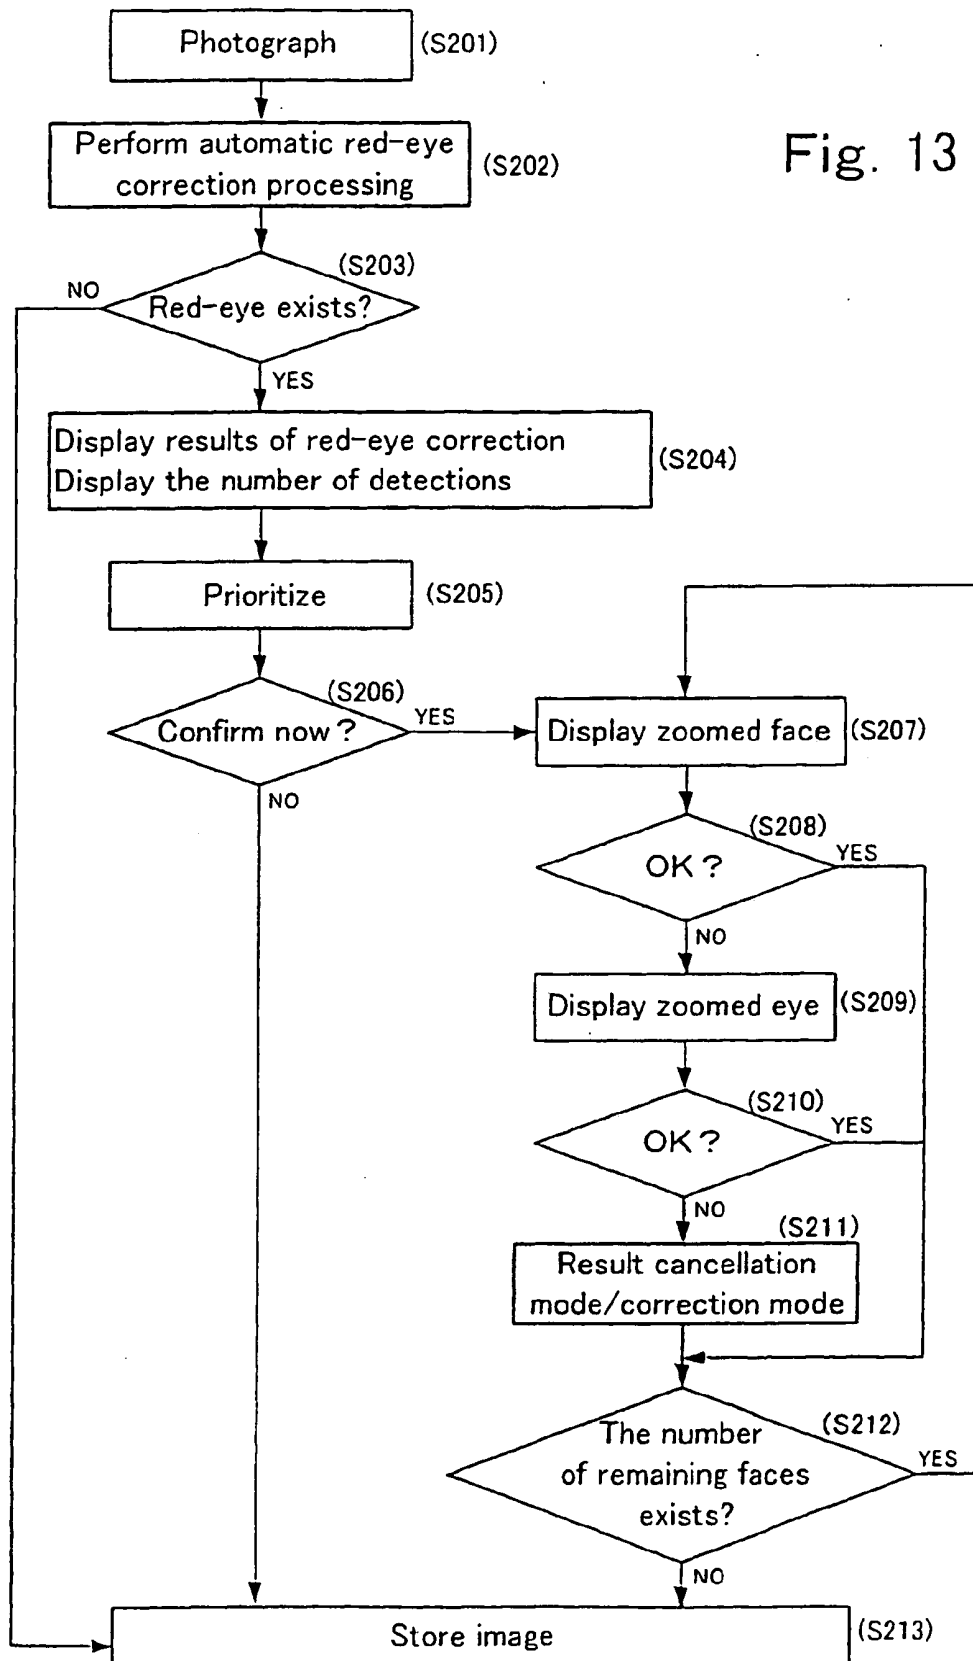 Photograph (S201)
Perform automatic red-eye
correction processing
(S202)
Fig. 13
(S203)
NO
Red-eye exists?
YES
Display results of red-eye correction
Display the number of detections
(S204)
Prioritize (S205)
(S206)
Confirm now?
YES
NO
Display zoomed face (S207)
(S208)
OK?
YES
NO
Display zoomed eye (S209)
(S210)
OK?
YES
NO
(S211)
Result cancellation
mode/correction mode
(S212)
The number
of remaining faces
exists?
YES
NO
Store image (S213)